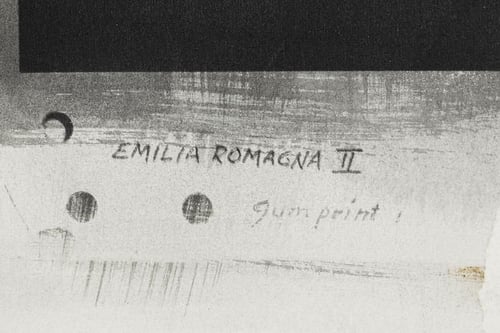 EMILIA ROMAGNA II
Gum print